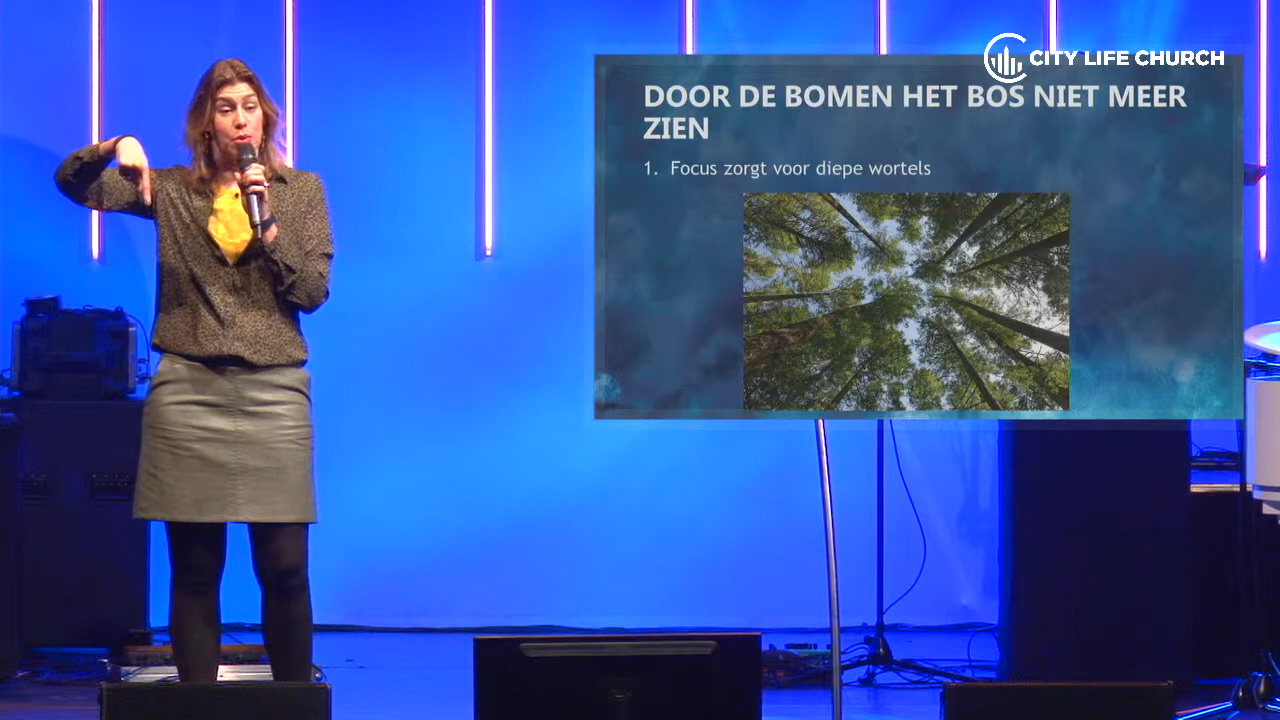 CITY LIFE CHURCH
DOOR DE BOMEN HET BOS NIET MEER
ZIEN
1. Focus zorgt voor diepe wortels